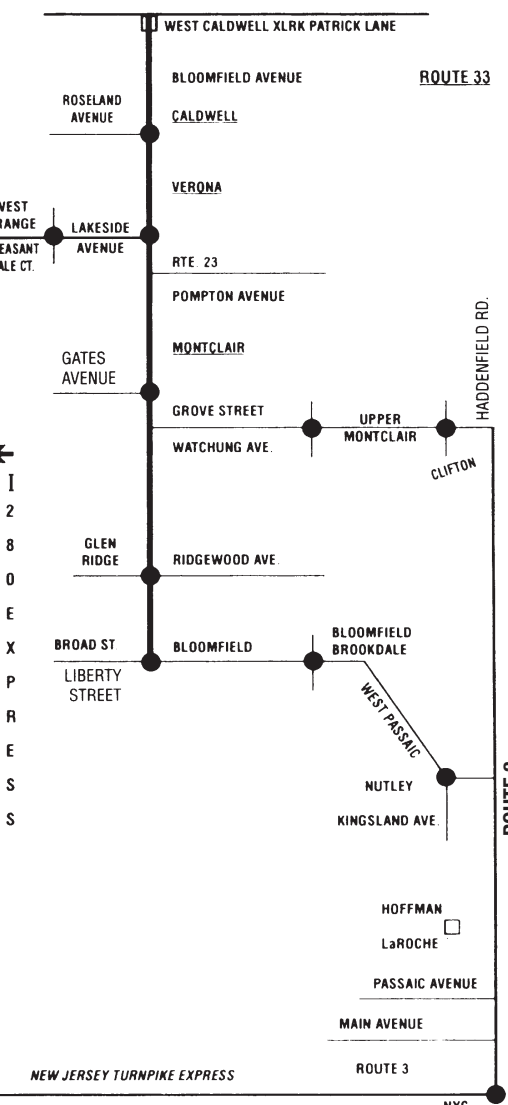 WEST CALDWELL XLRK PATRICK LANE
BLOOMFIELD AVENUE
ROUTE 33
ROSELAND
AVENUE
CALDWELL
VERONA
LAKESIDE
AVENUE
RTE. 23
POMPTON AVENUE
HADDENFIELD RD.
MONTCLAIR
GATES
AVENUE
GROVE STREET
UPPER
MONTCLAIR
WATCHUNG AVE.
CLIFTON
I 2 8 0 E X P R E S S
GLEN
RIDGE
RIDGEWOOD AVE.
BROAD ST
BLOOMFIELD
BLOOMFIELD
BROOKDALE
LIBERTY
STREET
WEST PASSAIC
NUTLEY
KINGSLAND AVE.
HOFFMAN
LaROCHE
PASSAIC AVENUE
MAIN AVENUE
ROUTE 3
NEW JERSEY TURNPIKE EXPRESS